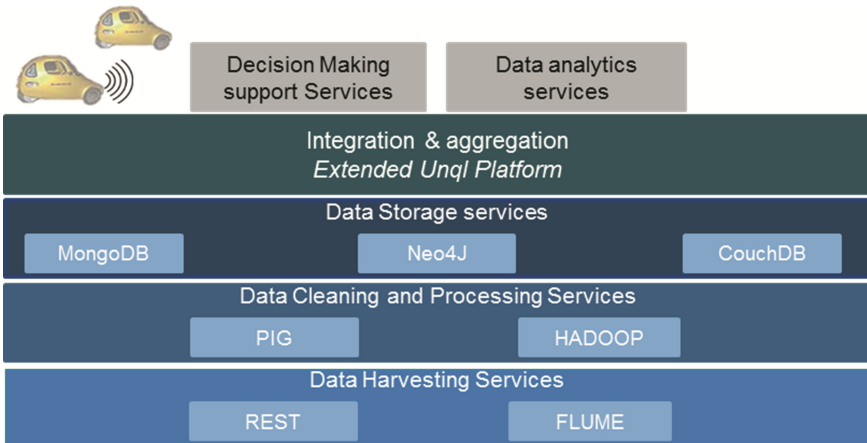 Decision Making
support Services
Data analytics
services
Integration & aggregation
Extended Unql Platform
Data Storage services
MongoDB
Neo4J
CouchDB
Data Cleaning and Processing Services
PIG
HADOOP
Data Harvesting Services
REST
FLUME